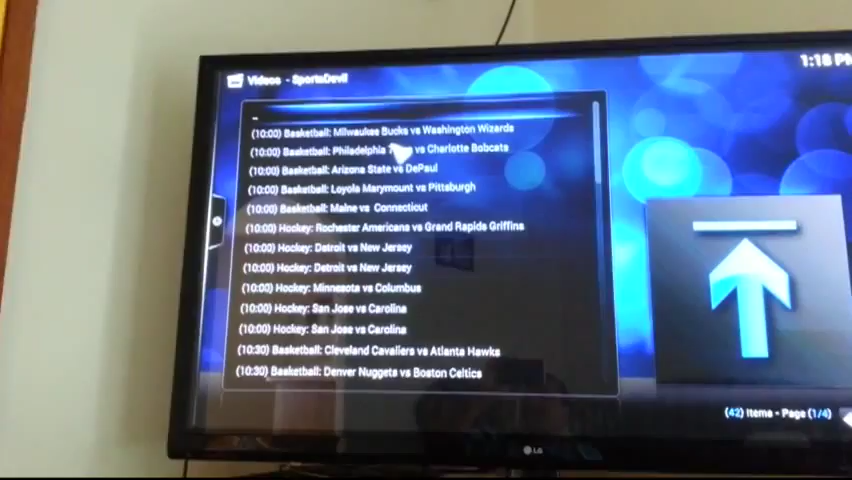 1:18 PM
Videos - SportsDevil
..
(10:00) Basketball: Milwaukee Bucks vs Washington Wizards
(10:00) Basketball: Philadelphia vs Charlotte Bobcats
(10:00) Basketball: Arizona State vs DePaul
(10:00) Basketball: Loyola Marymount vs Pittsburgh
(10:00) Basketball: Maine vs Connecticut
(10:00) Hockey: Rochester Americans vs Grand Rapids Griffins
(10:00) Hockey: Detroit vs New Jersey
(10:00) Hockey: Detroit vs New Jersey
(10:00) Hockey: Minnesota vs Columbus
(10:00) Hockey: San Jose vs Carolina
(10:00) Hockey: San Jose vs Carolina
(10:30) Basketball: Cleveland Cavaliers vs Atlanta Hawks
(10:30) Basketball: Denver Nuggets vs Boston Celtics
(42) Items - Page (1/4)
LG